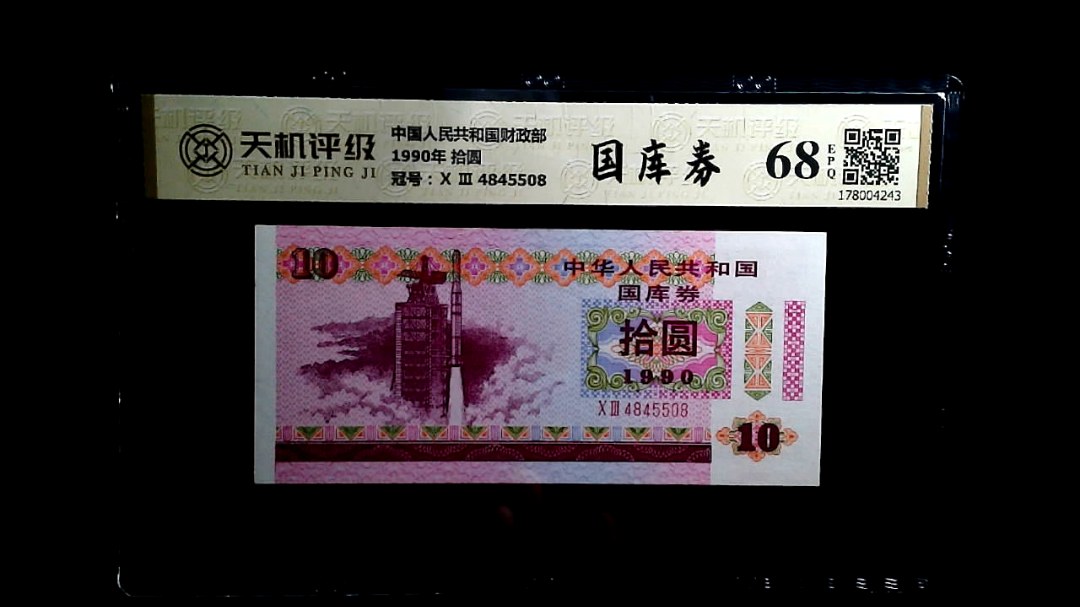 天机评级
TIAN JI PING JI
中国人民共和国财政部
1990年 拾圆
冠号：X Ⅲ 4845508
国库券
68
EPQ
178004243
10
中华人民共和国
国库券
拾圆
1990
XⅢ 4845508
10